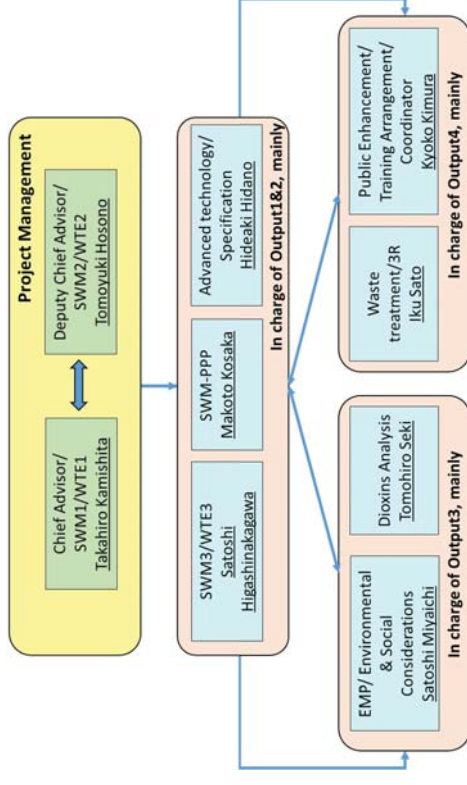 Project Management
Chief Advisor/
SWM1/WTE1
Takahiro Kamishita
Deputy Chief Advisor/
SWM2/WTE2
Tomoyuki Hosono
SWM3/WTE3
Satoshi
Higashinakagawa
SWM-PPP
Makoto Kosaka
Advanced technology/
Specification
Hideaki Hidano
In charge of Output1&2, mainly
EMP/ Environmental
& Social
Considerations
Satoshi Miyaichi
Dioxins Analysis
Tomohiro Seki
In charge of Output3, mainly
Waste
treatment/3R
Iku Sato
Public Enhancement/
Training Arrangement/
Coordinator
Kyoko Kimura
In charge of Output4, mainly